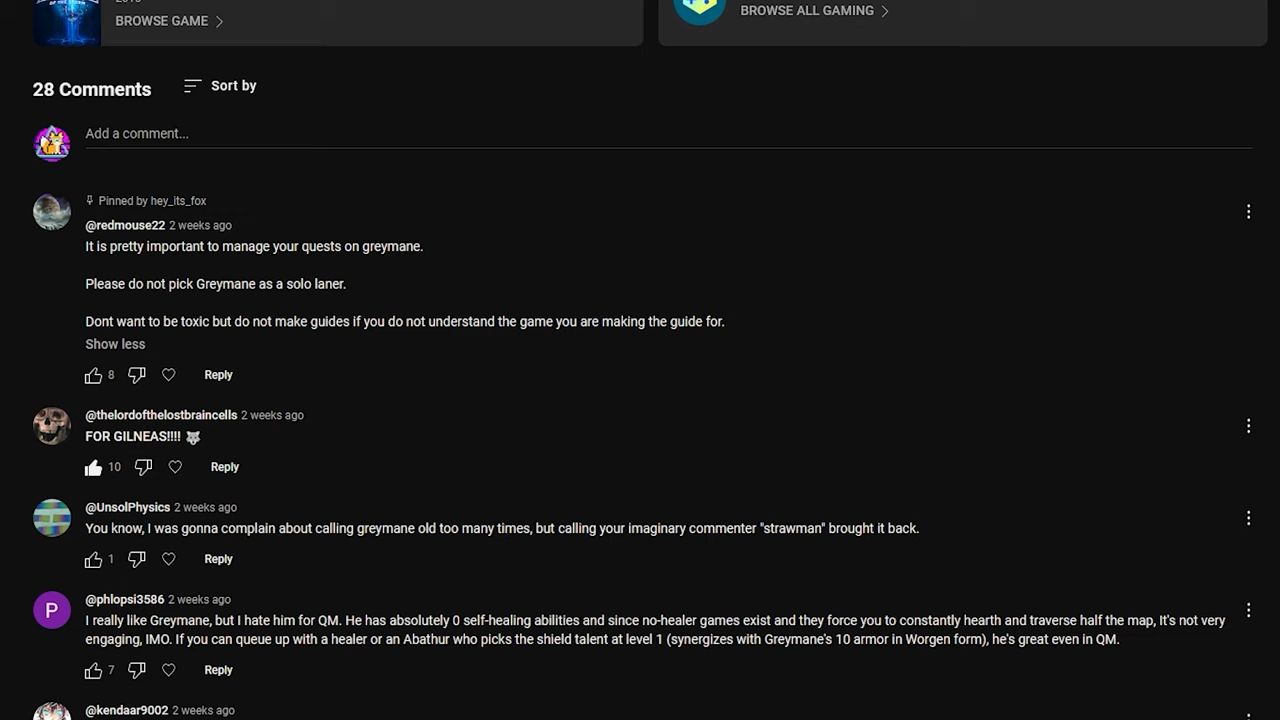 BROWSE GAME
BROWSE ALL GAMING
28 Comments
Sort by
Add a comment...
Pinned by hey_its_fox
@redmouse22 2 weeks ago
It is pretty important to manage your quests on greymane.
Please do not pick Greymane as a solo laner.
Dont want to be toxic but do not make guides if you do not understand the game you are making the guide for.
Show less
8
Reply
@thelordofthelostbraincells 2 weeks ago
FOR GILNEAS!!!! 🐺
10
Reply
@UnsolPhysics 2 weeks ago
You know, I was gonna complain about calling greymane old too many times, but calling your imaginary commenter "strawman" brought it back.
1
Reply
P
@phlopsi3586 2 weeks ago
I really like Greymane, but I hate him for QM. He has absolutely 0 self-healing abilities and since no-healer games exist and they force you to constantly hearth and traverse half the map, It's not very
engaging, IMO. If you can queue up with a healer or an Abathur who picks the shield talent at level 1 (synergizes with Greymane's 10 armor in Worgen form), he's great even in QM.
7
Reply
@kendaar9002 2 weeks ago